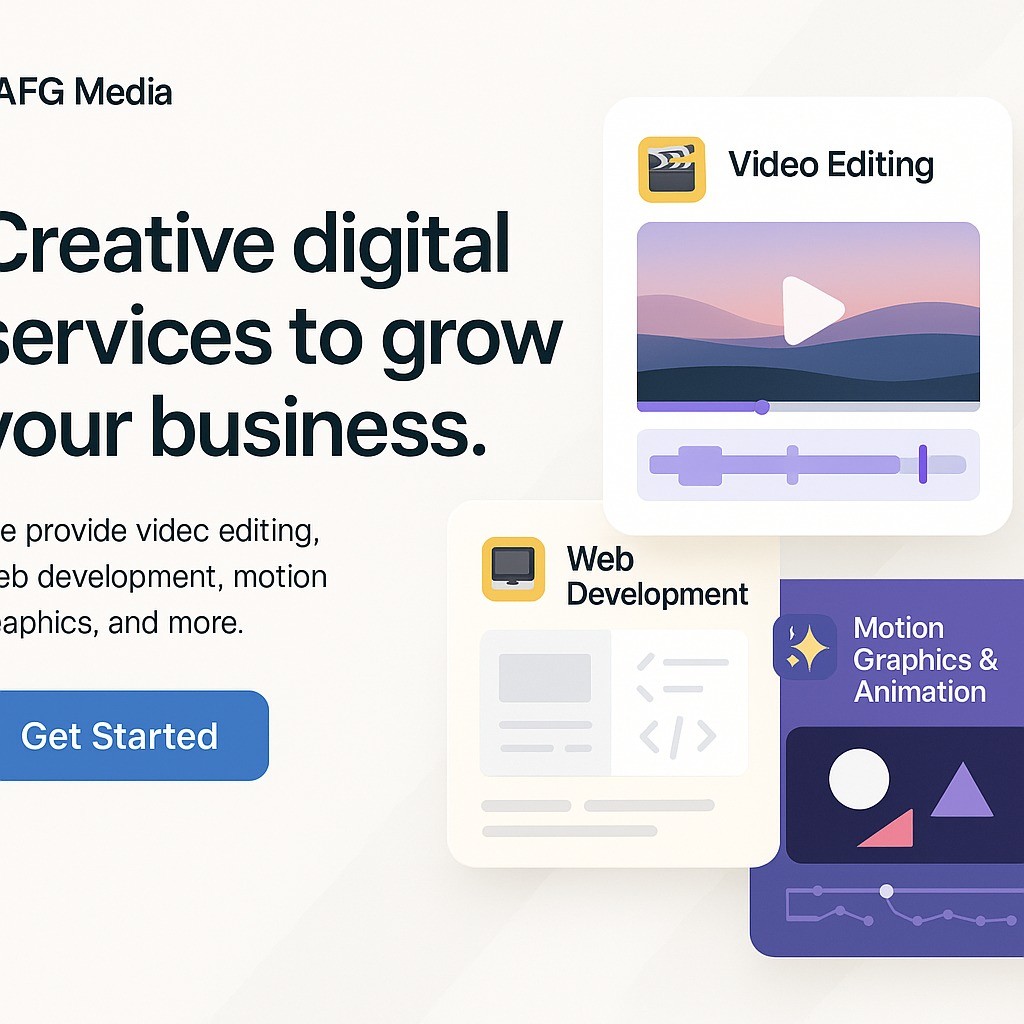 AFG Media
Creative digital
services to grow
your business.
e provide videc editing,
eb development, motion
eaphics, and more.
Get Started
Video Editing
Web
Development
Motion
Graphics &
Animation